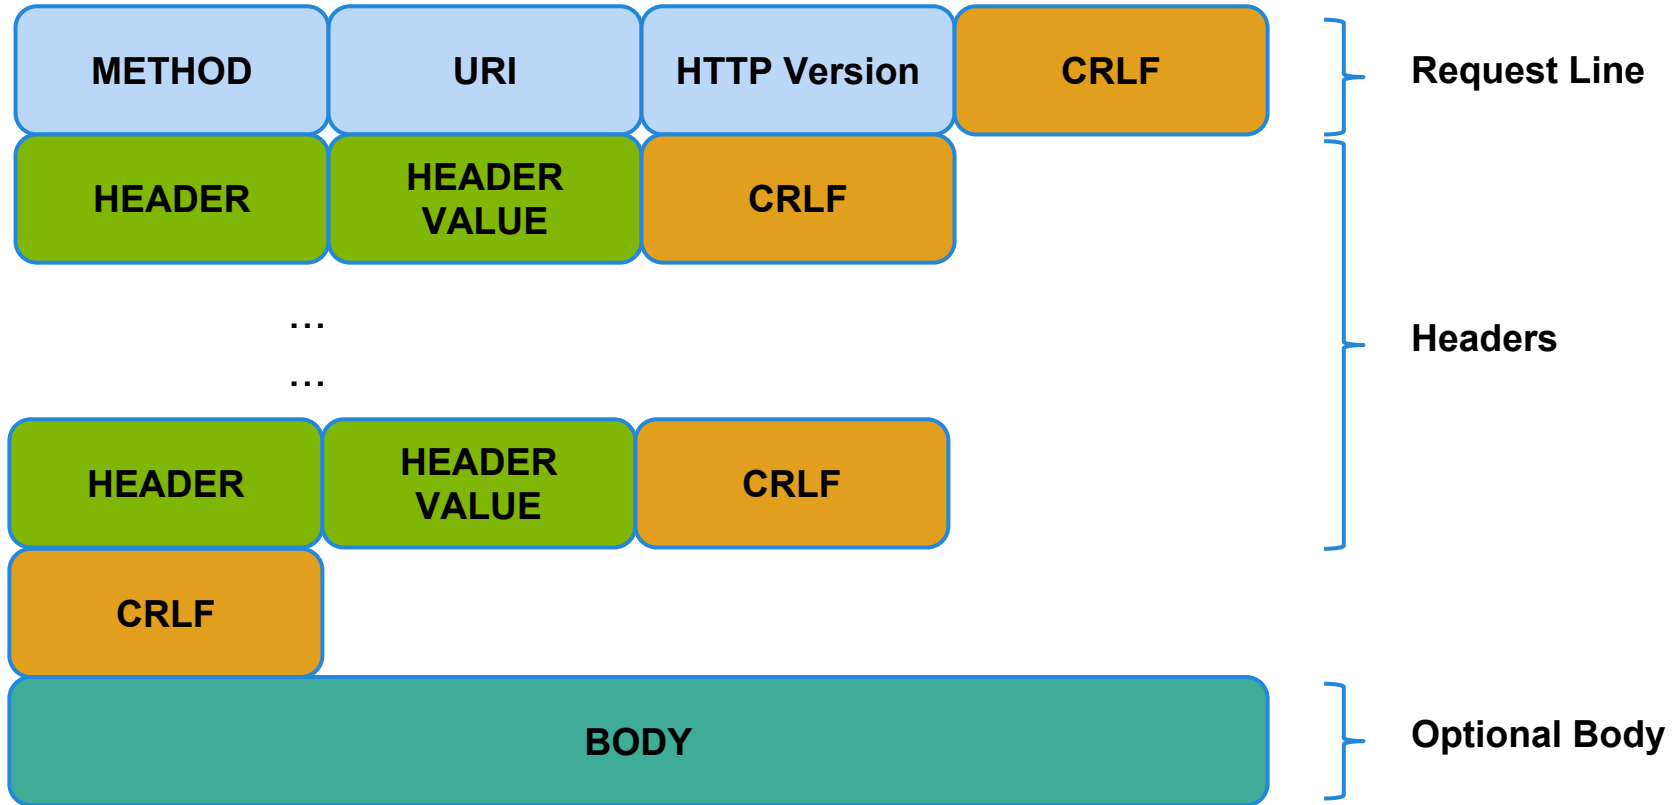 METHOD URI HTTP Version CRLF Request Line
HEADER HEADER VALUE CRLF
...
Headers
...
HEADER HEADER VALUE CRLF
CRLF
BODY Optional Body